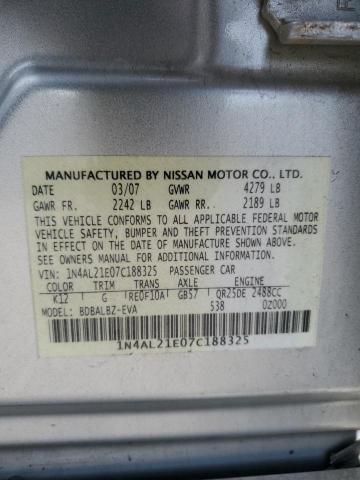 MANUFACTURED BY NISSAN MOTOR CO., LTD.
DATE 03/07 GVWR 4279 LB
GAWR FR. 2242 LB GAWR RR. 2189 LB
THIS VEHICLE CONFORMS TO ALL APPLICABLE FEDERAL MOTOR
VEHICLE SAFETY, BUMPER AND THEFT PREVENTION STANDARDS
IN EFFECT ON THE DATE OF MANUFACTURE SHOWN ABOVE.
SEE OWNERS MANUAL FOR ADDITIONAL INFORMATION
VIN: 1N4AL21E07C188325 PASSENGER CAR
COLOR TRIM TRANS AXLE ENGINE
K12 G RE0F10A GB57 QR25DE 2488CC
MODEL: BDBALBZ-EVA 538 0Z000
1N4AL21E07C188325